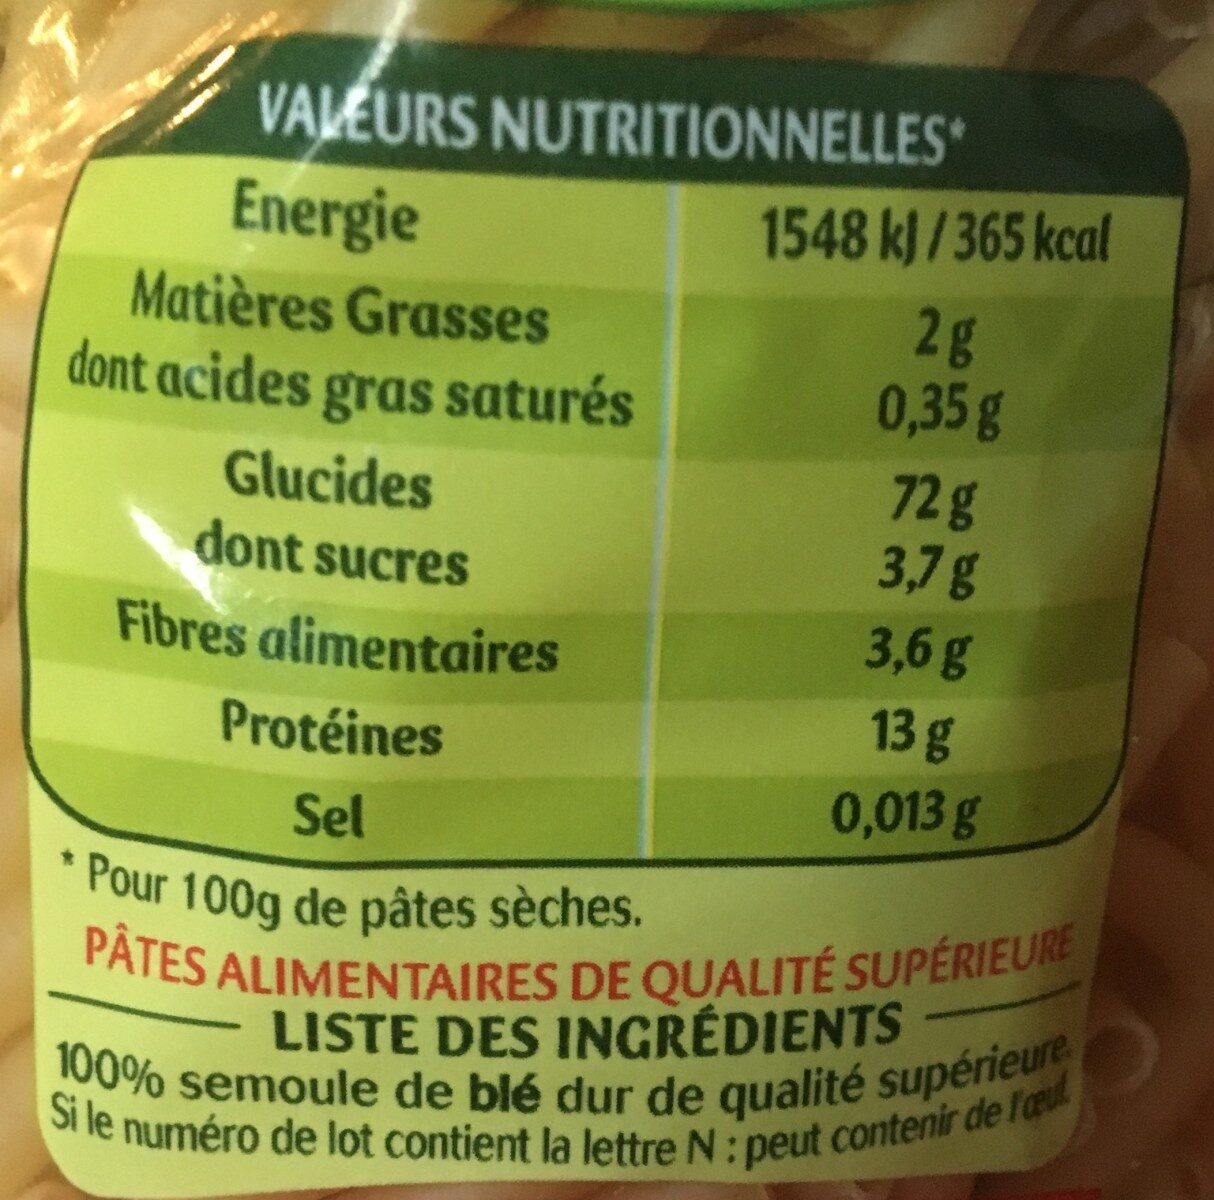 VALEURS NUTRITIONNELLES*
Energie 1548 kJ / 365 kcal
Matières Grasses 2 g
dont acides gras saturés 0,35 g
Glucides 72 g
dont sucres 3,7 g
Fibres alimentaires 3,6 g
Protéines 13 g
Sel 0,013 g
* Pour 100g de pâtes sèches.
PÂTES ALIMENTAIRES DE QUALITÉ SUPÉRIEURE
LISTE DES INGRÉDIENTS
100% semoule de blé dur de qualité supérieure.
Si le numéro de lot contient la lettre N : peut contenir de l'œuf.